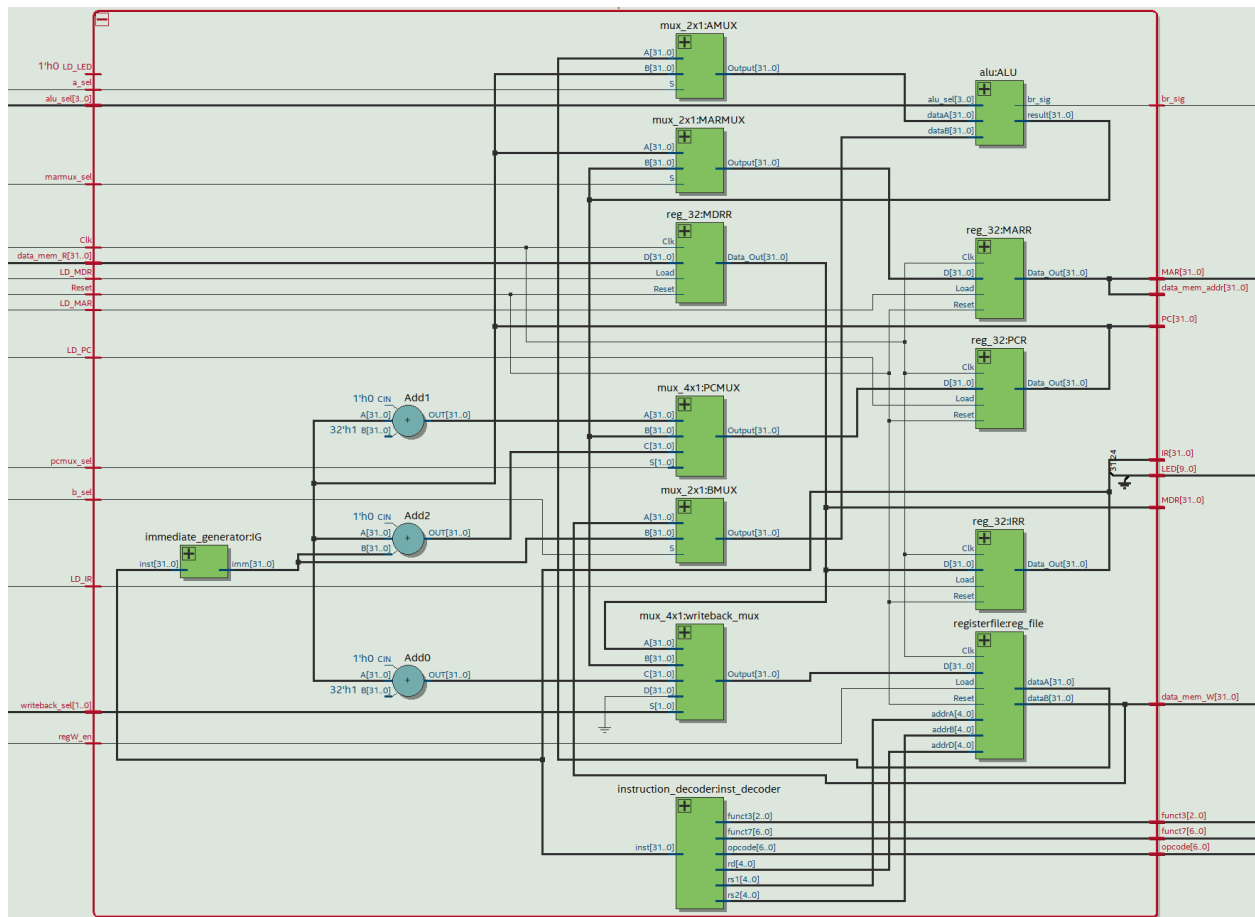 mux_2x1:AMUX
A[31..0]
B[31..0]
S
Output[31..0]
1'h0 LD_LED
a_sel
alu_sel[3..0]
alu:ALU
alu_sel[3..0]
dataA[31..0]
dataB[31..0]
br_sig
result[31..0]
br_sig
mux_2x1:MARMUX
A[31..0]
B[31..0]
S
Output[31..0]
marmux_sel
reg_32:MDRR
Clk
D[31..0]
Load
Reset
Data_Out[31..0]
Clk
data_mem_R[31..0]
LD_MDR
Reset
LD_MAR
LD_PC
reg_32:MARR
Clk
D[31..0]
Load
Reset
Data_Out[31..0]
MAR[31..0]
data_mem_addr[31..0]
PC[31..0]
reg_32:PCR
Clk
D[31..0]
Load
Reset
Data_Out[31..0]
Add1
1'h0 CIN
A[31..0]
32'h1 B[31..0]
OUT[31..0]
mux_4x1:PCMUX
A[31..0]
B[31..0]
C[31..0]
S[1..0]
Output[31..0]
pcmux_sel
b_sel
31:24
IR[31..0]
LED[9..0]
MDR[31..0]
mux_2x1:BMUX
A[31..0]
B[31..0]
S
Output[31..0]
Add2
1'h0 CIN
A[31..0]
B[31..0]
OUT[31..0]
immediate_generator:IG
inst[31..0]
imm[31..0]
LD_IR
reg_32:IRR
Clk
D[31..0]
Load
Reset
Data_Out[31..0]
mux_4x1:writeback_mux
A[31..0]
B[31..0]
C[31..0]
D[31..0]
S[1..0]
Output[31..0]
Add0
1'h0 CIN
A[31..0]
32'h1 B[31..0]
OUT[31..0]
writeback_sel[1..0]
regW_en
registerfile:reg_file
Clk
D[31..0]
Load
Reset
addrA[4..0]
addrB[4..0]
addrD[4..0]
dataA[31..0]
dataB[31..0]
data_mem_W[31..0]
instruction_decoder:inst_decoder
inst[31..0]
funct3[2..0]
funct7[6..0]
opcode[6..0]
rd[4..0]
rs1[4..0]
rs2[4..0]
funct3[2..0]
funct7[6..0]
opcode[6..0]